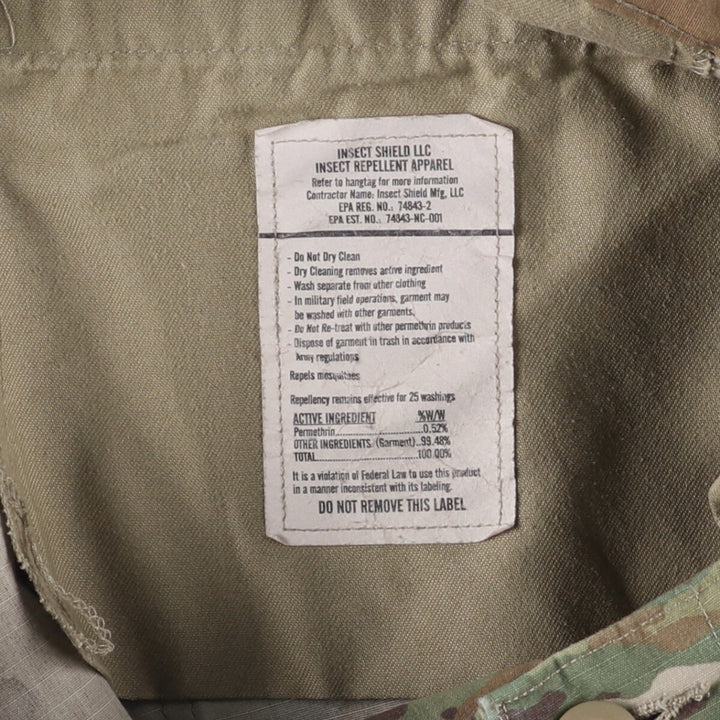 INSECT SHIELD LLC
INSECT REPELLENT APPAREL
Refer to hangtag for more information
Contractor Name: Insect Shield Mfg, LLC
EPA REG. NO.: 74843-2
EPA EST. NO.: 74843-NC-001
- Do Not Dry Clean
- Dry Cleaning removes active ingredient
- Wash separate from other clothing
- In military field operations, garment may
be washed with other garments.
- Do Not Re-treat with other permethrin products
- Dispose of garment in trash in accordance with
Army regulations
Repels mosquitoes
Repellency remains effective for 25 washings
ACTIVE INGREDIENT %W/W
Permethrin........................0.52%
OTHER INGREDIENTS (Garment)..99.48%
TOTAL..............................100.00%
It is a violation of Federal Law to use this product
in a manner inconsistent with its labeling.
DO NOT REMOVE THIS LABEL